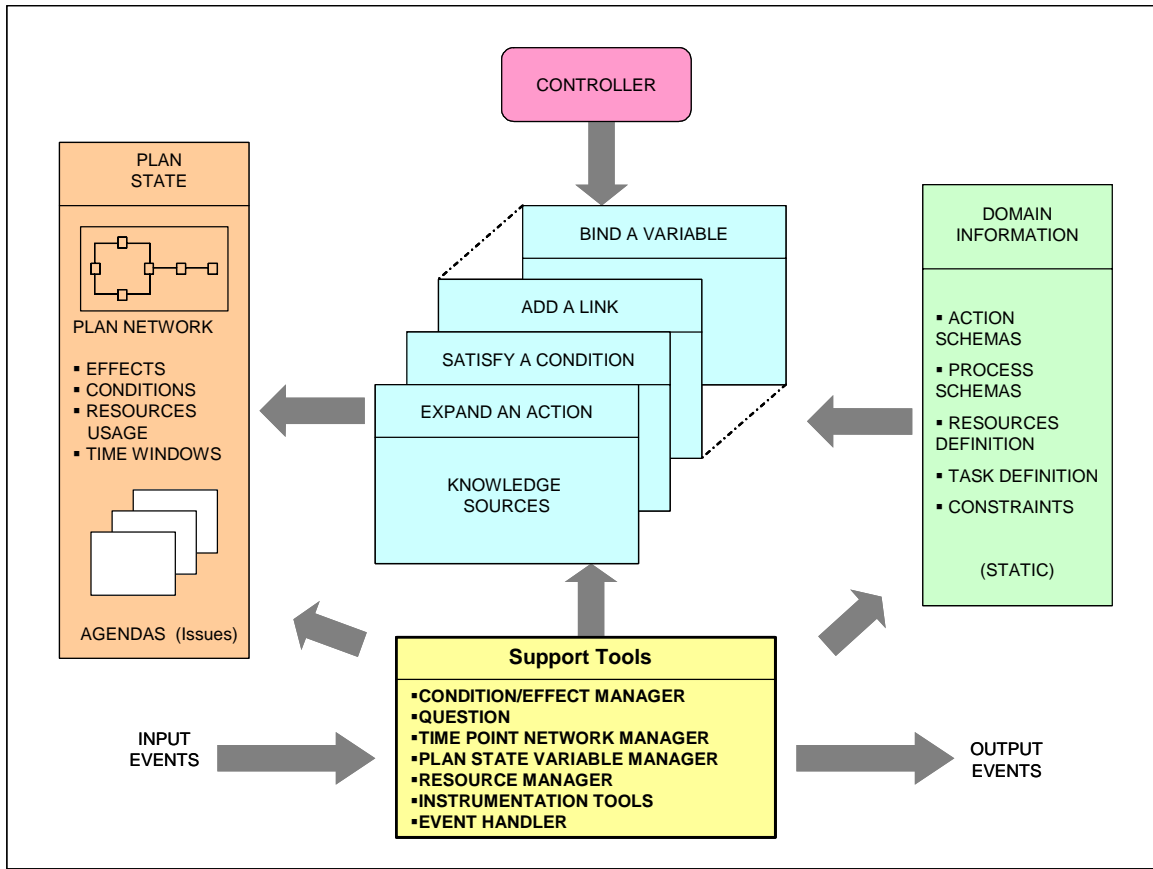 CONTROLLER
PLAN
STATE
PLAN NETWORK
▪ EFFECTS
▪ CONDITIONS
▪ RESOURCES
USAGE
▪ TIME WINDOWS
AGENDAS (Issues)
BIND A VARIABLE
ADD A LINK
SATISFY A CONDITION
EXPAND AN ACTION
KNOWLEDGE
SOURCES
DOMAIN
INFORMATION
▪ ACTION
SCHEMAS
▪ PROCESS
SCHEMAS
▪ RESOURCES
DEFINITION
▪ TASK DEFINITION
▪ CONSTRAINTS
(STATIC)
INPUT
EVENTS
Support Tools
▪CONDITION/EFFECT MANAGER
▪QUESTION
▪TIME POINT NETWORK MANAGER
▪PLAN STATE VARIABLE MANAGER
▪RESOURCE MANAGER
▪INSTRUMENTATION TOOLS
▪EVENT HANDLER
OUTPUT
EVENTS